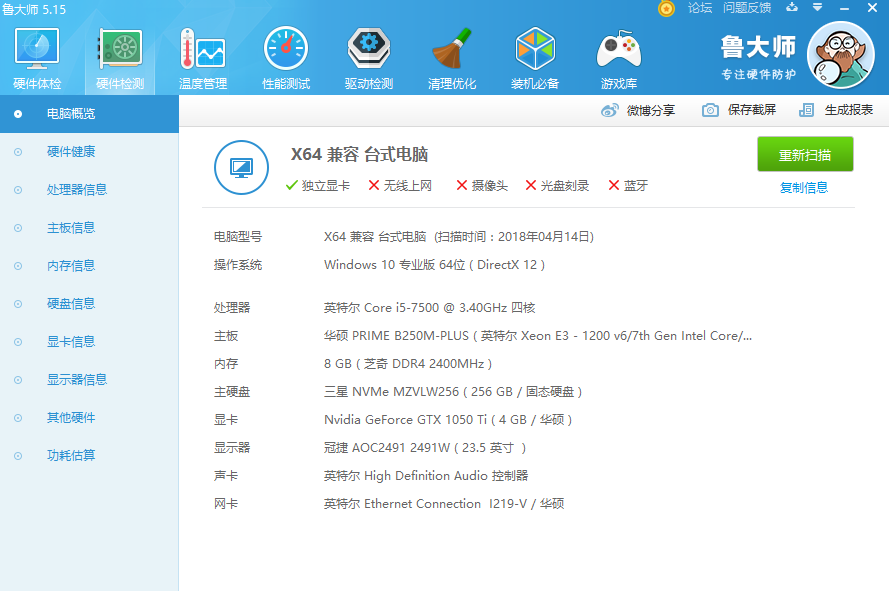 鲁大师 5.15
论坛 问题反馈
硬件体检 硬件检测 温度管理 性能测试 驱动检测 清理优化 装机必备 游戏库
鲁大师
专注硬件防护
微博分享 保存截屏 生成报表
电脑概览
硬件健康
处理器信息
主板信息
内存信息
硬盘信息
显卡信息
显示器信息
其他硬件
功耗估算
X64 兼容 台式电脑
独立显卡 无线上网 摄像头 光盘刻录 蓝牙
重新扫描
复制信息
电脑型号 X64 兼容 台式电脑 (扫描时间：2018年04月14日)
操作系统 Windows 10 专业版 64位 ( DirectX 12 )
处理器 英特尔 Core i5-7500 @ 3.40GHz 四核
主板 华硕 PRIME B250M-PLUS ( 英特尔 Xeon E3 - 1200 v6/7th Gen Intel Core/...
内存 8 GB ( 芝奇 DDR4 2400MHz )
主硬盘 三星 NVMe MZVLW256 ( 256 GB / 固态硬盘 )
显卡 Nvidia GeForce GTX 1050 Ti ( 4 GB / 华硕 )
显示器 冠捷 AOC2491 2491W ( 23.5 英寸 )
声卡 英特尔 High Definition Audio 控制器
网卡 英特尔 Ethernet Connection I219-V / 华硕